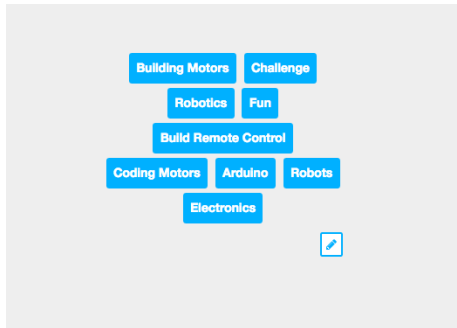 Building Motors Challenge
Robotics Fun
Build Remote Control
Coding Motors Arduino Robots
Electronics